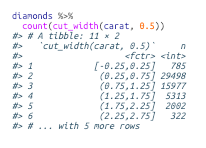 diamonds %>%
  count(cut_width(carat, 0.5))
#> # A tibble: 11 × 2
#>   `cut_width(carat, 0.5)`     n
#>                     <fctr> <int>
#> 1            [-0.25,0.25]   785
#> 2             (0.25,0.75] 29498
#> 3             (0.75,1.25] 15977
#> 4             (1.25,1.75]  5313
#> 5             (1.75,2.25]  2002
#> 6             (2.25,2.75]   322
#> # ... with 5 more rows